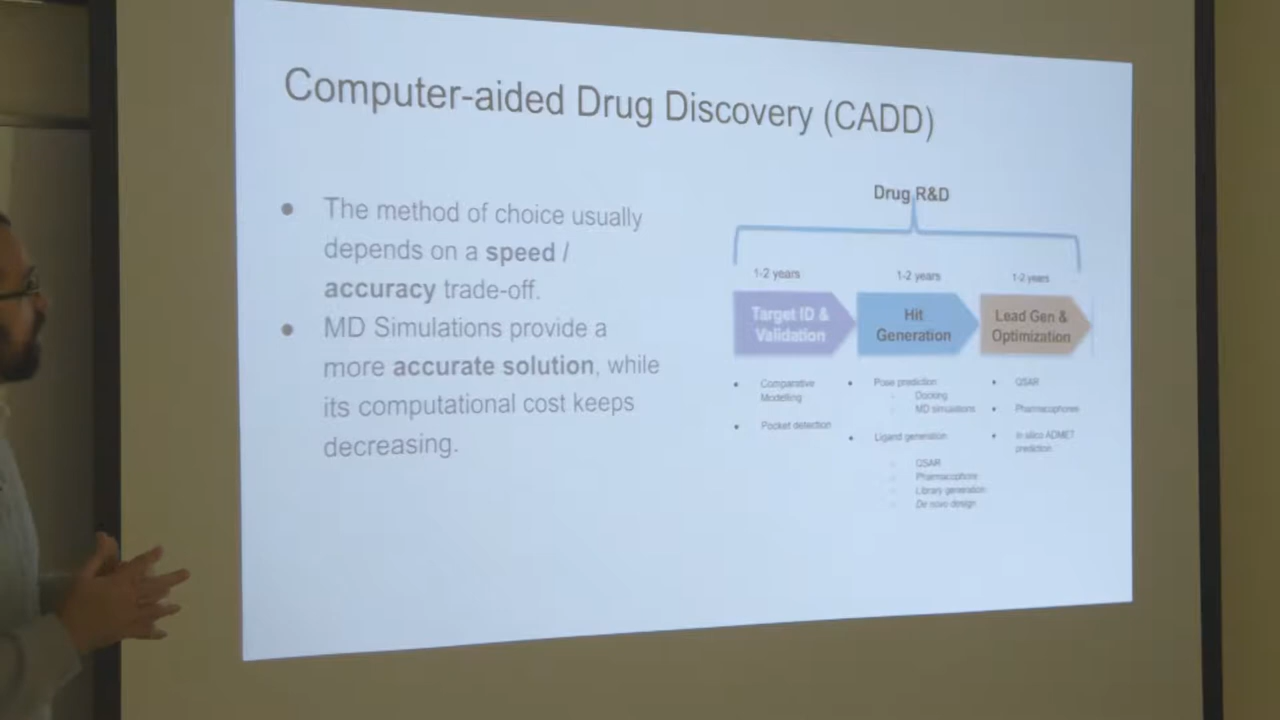 Computer-aided Drug Discovery (CADD)
● The method of choice usually
depends on a speed /
accuracy trade-off.
● MD Simulations provide a
more accurate solution, while
its computational cost keeps
decreasing.
Drug R&D
1-2 years
1-2 years
1-2 years
Target ID &
Validation
Hit
Generation
Lead Gen &
Optimization
• Comparative
Modelling
• Pocket detection
• Pose prediction
Docking
MD simulations
• Ligand generation
QSAR
Pharmacophore
Library generation
De novo design
• QSAR
• Pharmacophores
• In silico ADMET
prediction